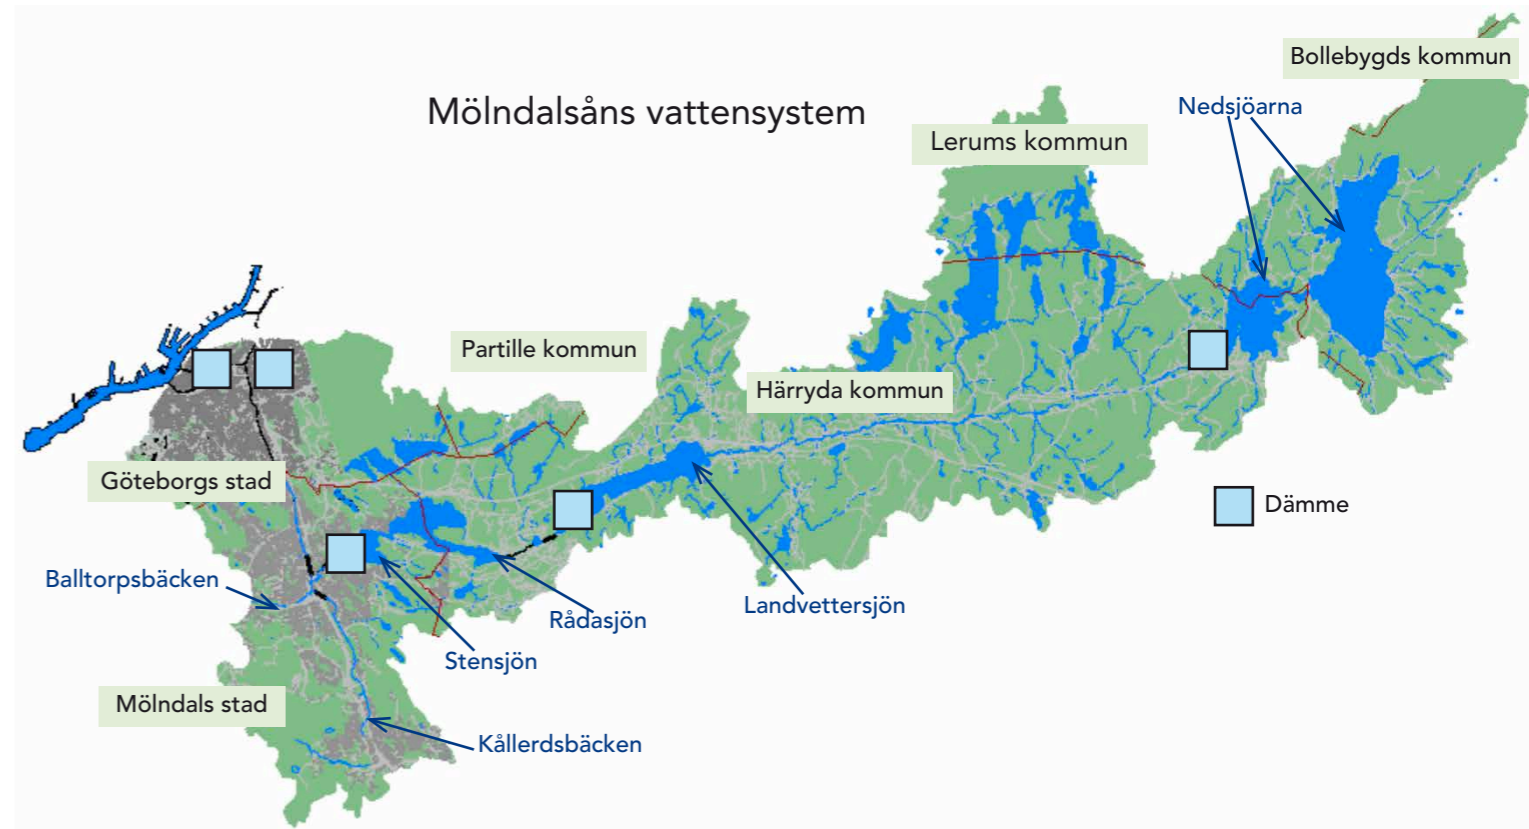 Bollebygds kommun
Mölndalsåns vattensystem
Nedsjöarna
Lerums kommun
Partille kommun
Härryda kommun
Göteborgs stad
Dämme
Balltorpsbäcken
Landvettersjön
Rådasjön
Stensjön
Mölndals stad
Kållerdsbäcken